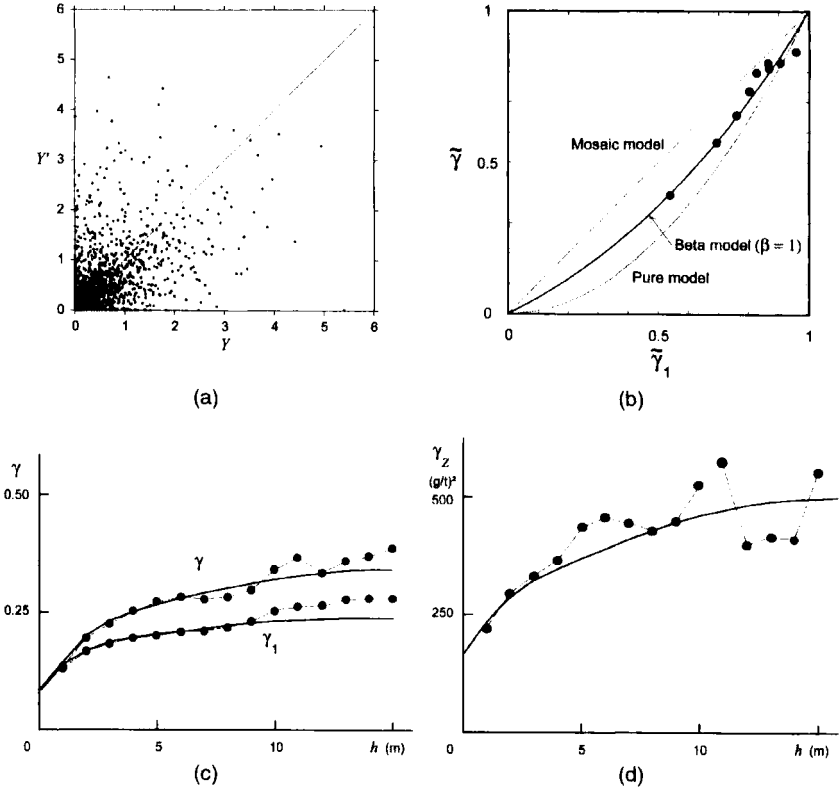 6
5
4
Y′
3
2
1
0
0 1 2 3 4 5 6
Y
(a)
1
γ̃
0.5
0
Mosaic model
Beta model (β = 1)
Pure model
0 0.5 1
γ̃₁
(b)
γ
0.50
0.25
γ
γ₁
0 5 10 h (m)
(c)
γ_Z
(g/t)²
500
250
0 5 10 h (m)
(d)